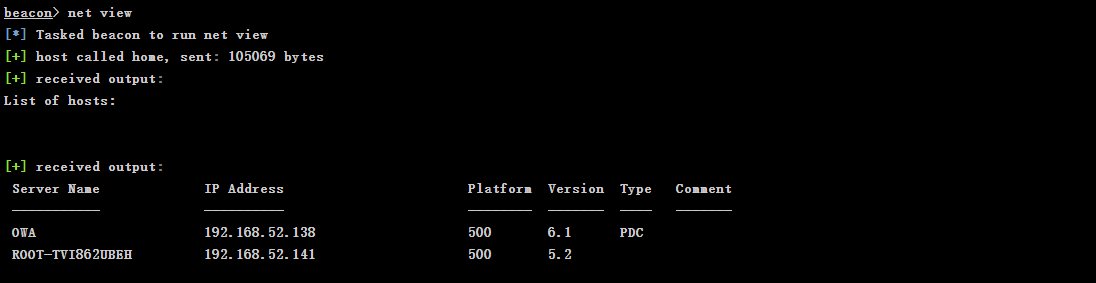 beacon> net view
[*] Tasked beacon to run net view
[+] host called home, sent: 105069 bytes
[+] received output:
List of hosts:
[+] received output:
Server Name IP Address Platform Version Type Comment
----------- ---------- -------- ------- ---- -------
OWA 192.168.52.138 500 6.1 PDC
ROOT-TVI862UBEH 192.168.52.141 500 5.2